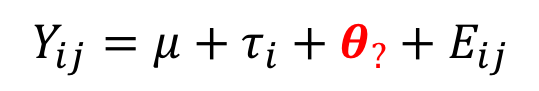 Y_{ij} = μ + τ_i + θ_? + E_{ij}